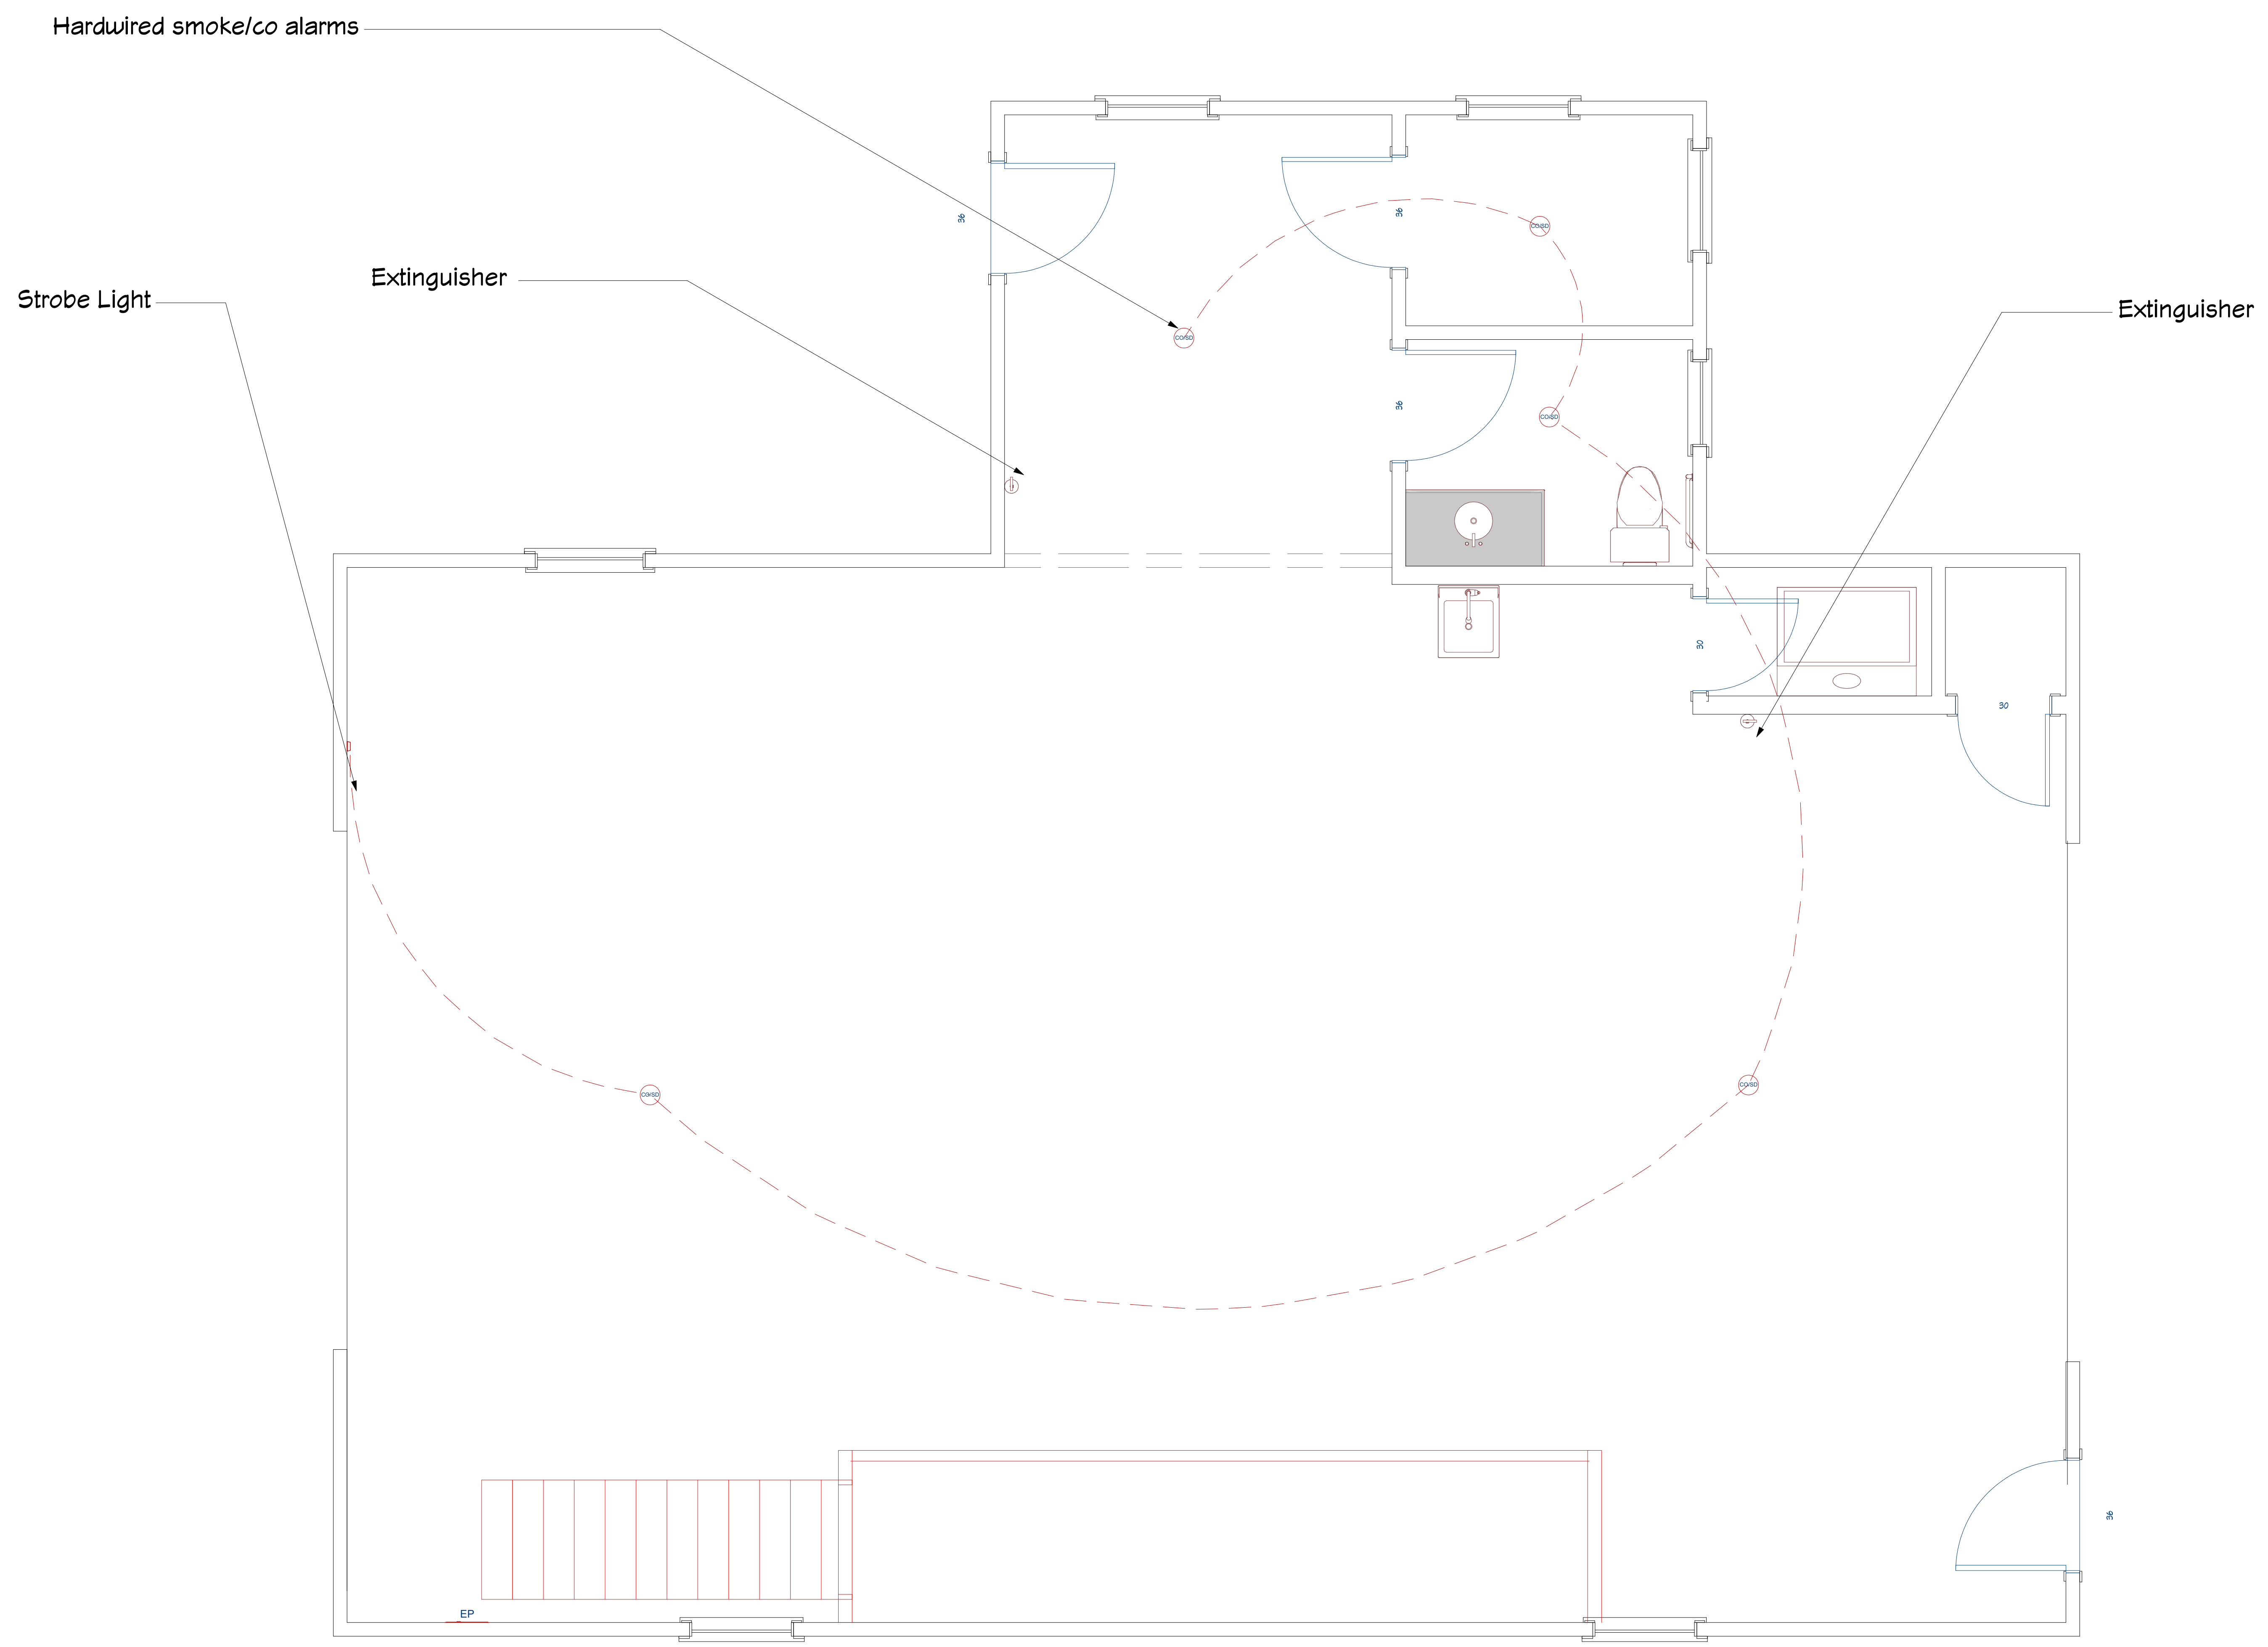 Hardwired smoke/co alarms
Extinguisher
Strobe Light
Extinguisher
36
36
CO/SD
CO/SD
36
CO/SD
30
30
CO/SD
CO/SD
36
EP